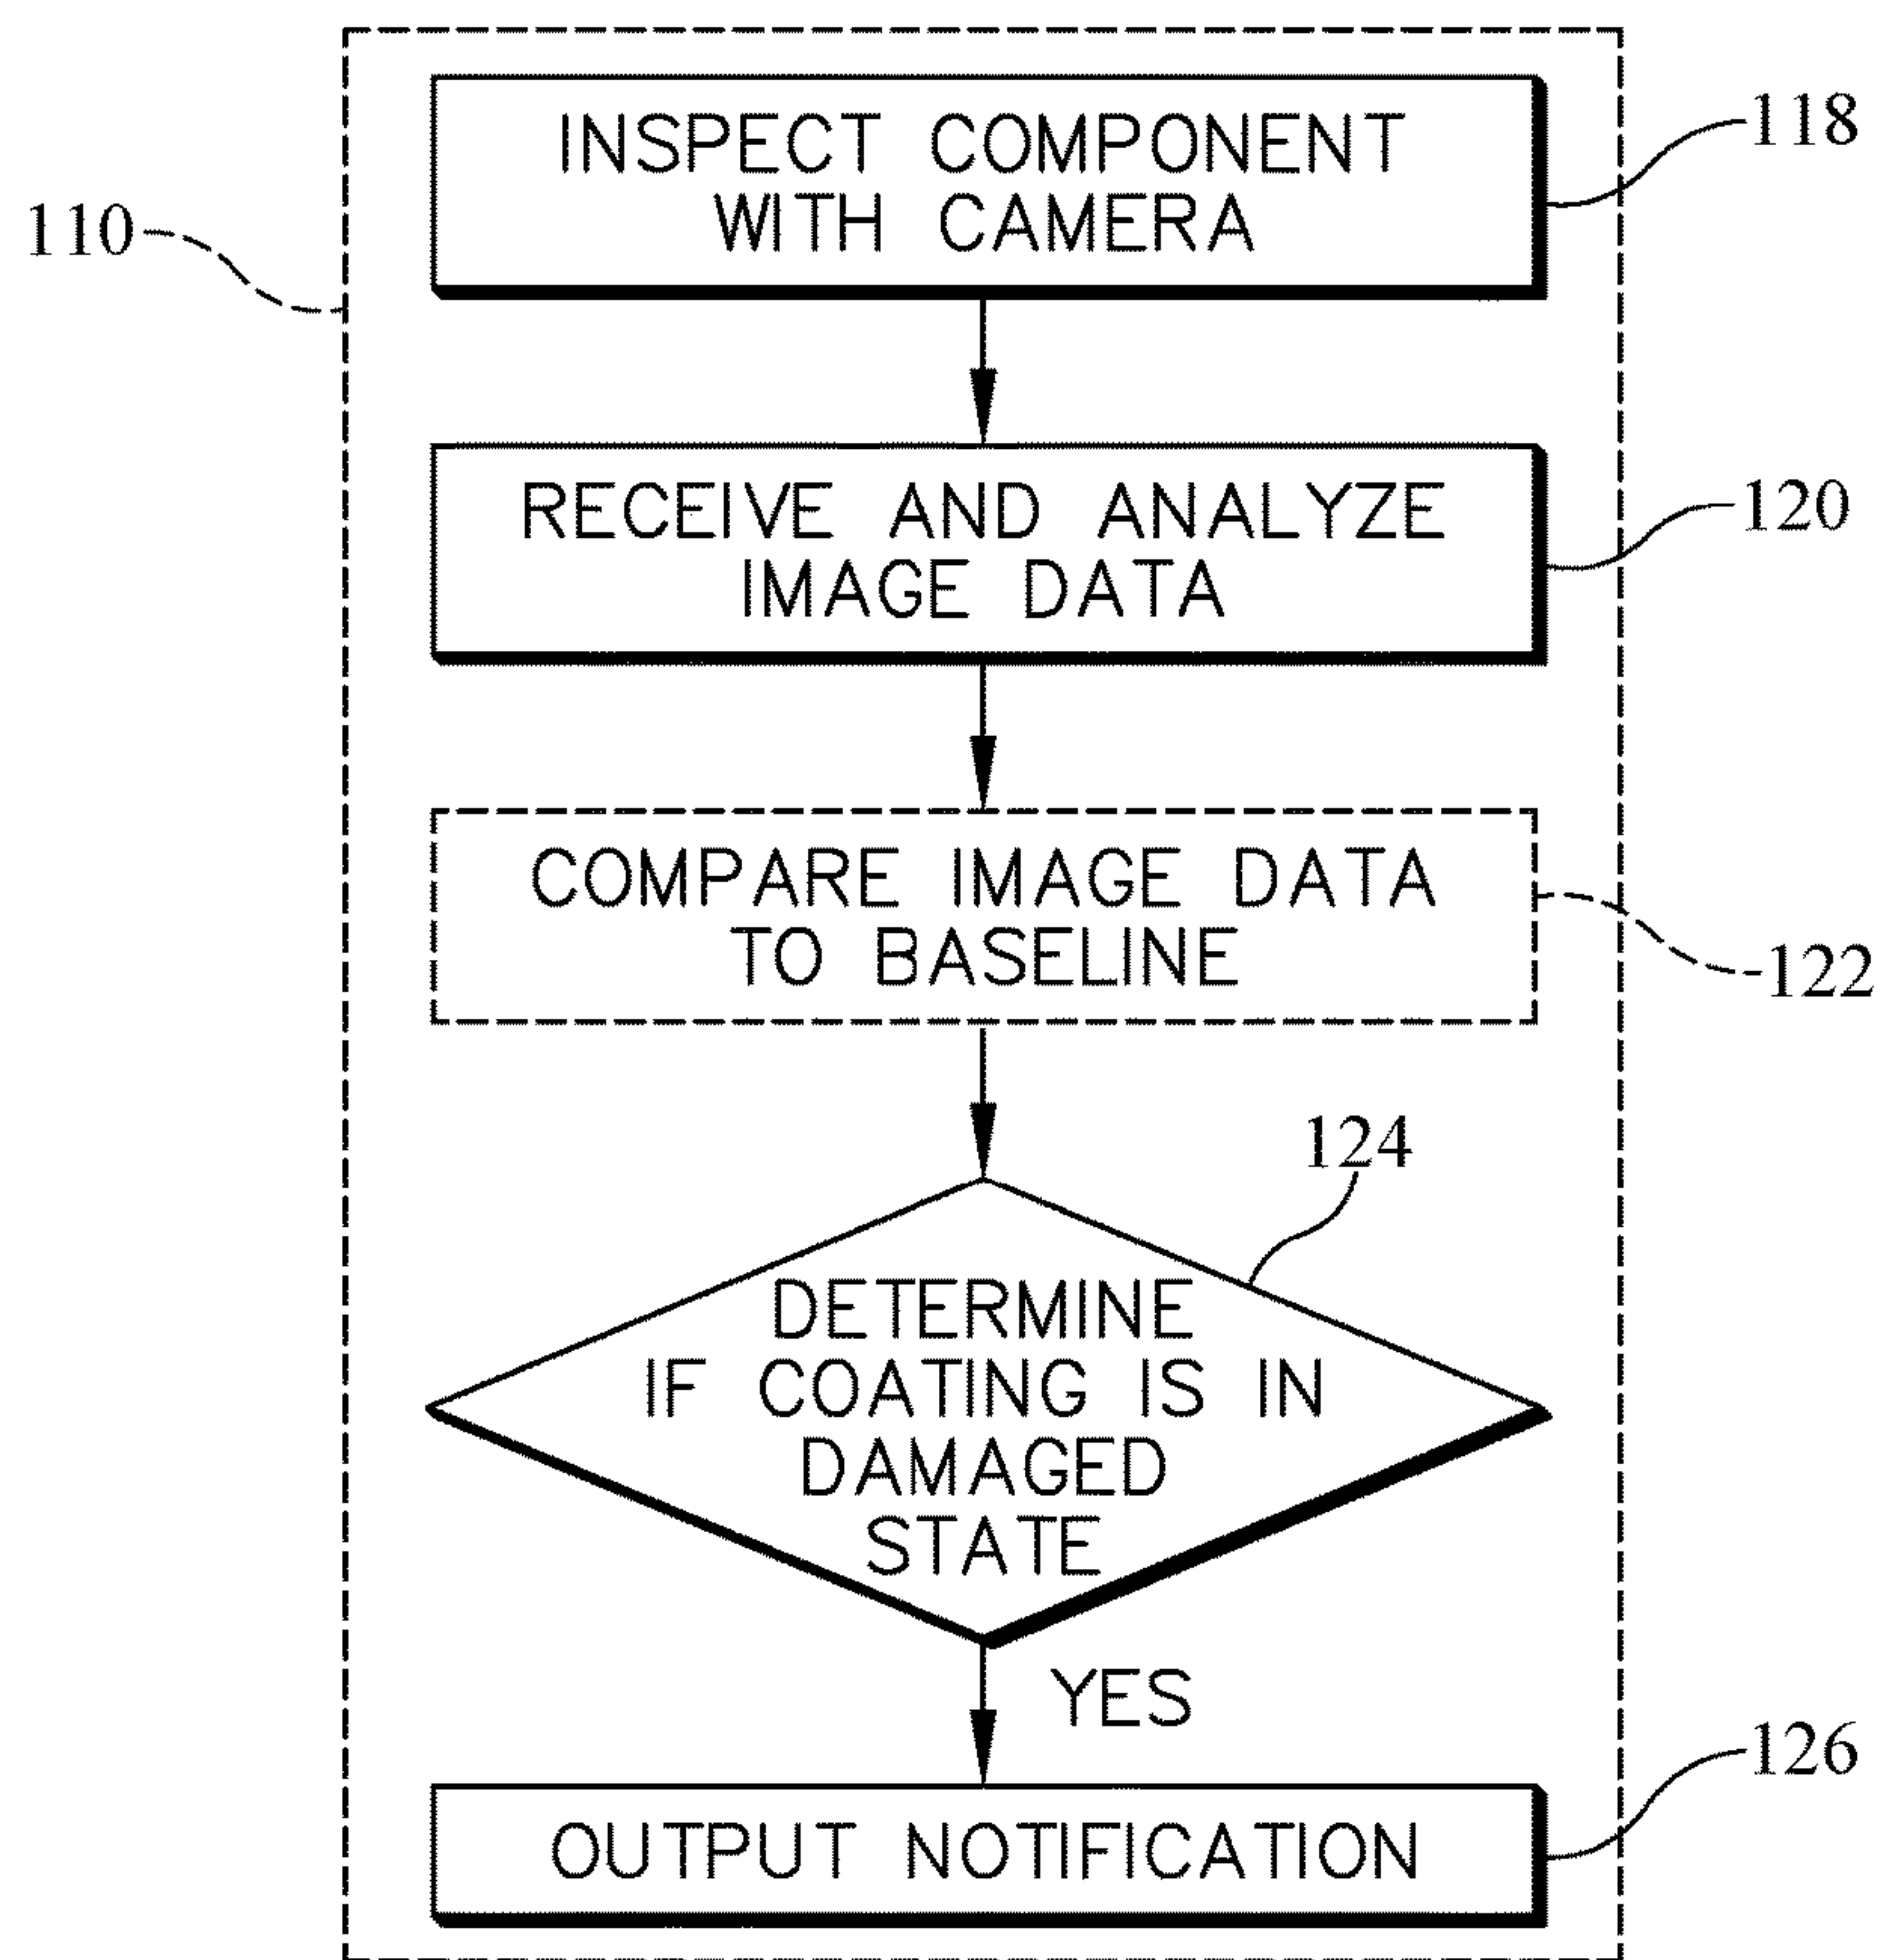 INSPECT COMPONENT
WITH CAMERA
118
110
RECEIVE AND ANALYZE
IMAGE DATA
120
COMPARE IMAGE DATA
TO BASELINE
122
124
DETERMINE
IF COATING IS IN
DAMAGED
STATE
YES
OUTPUT NOTIFICATION
126